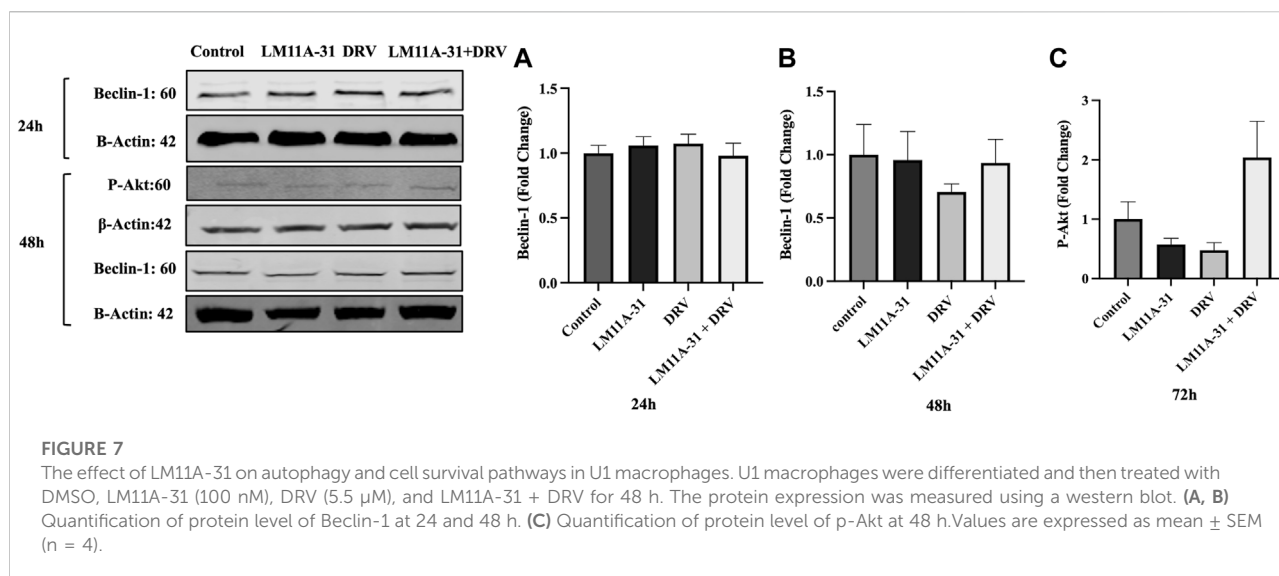 Control LM11A-31 DRV LM11A-31+DRV
24h
Beclin-1: 60
B-Actin: 42
48h
P-Akt:60
β-Actin:42
Beclin-1: 60
B-Actin: 42
A
Beclin-1 (Fold Change)
1.5
1.0
0.5
0.0
Control
LM11A-31
DRV
LM11A-31 + DRV
24h
B
Beclin-1 (Fold Change)
1.5
1.0
0.5
0.0
control
LM11A-31
DRV
LM11A-31 + DRV
48h
C
P-Akt (Fold Change)
3
2
1
0
Control
LM11A-31
DRV
LM11A-31 + DRV
72h
FIGURE 7
The effect of LM11A-31 on autophagy and cell survival pathways in U1 macrophages. U1 macrophages were differentiated and then treated with
DMSO, LM11A-31 (100 nM), DRV (5.5 μM), and LM11A-31 + DRV for 48 h. The protein expression was measured using a western blot. (A, B)
Quantification of protein level of Beclin-1 at 24 and 48 h. (C) Quantification of protein level of p-Akt at 48 h.Values are expressed as mean ± SEM
(n = 4).